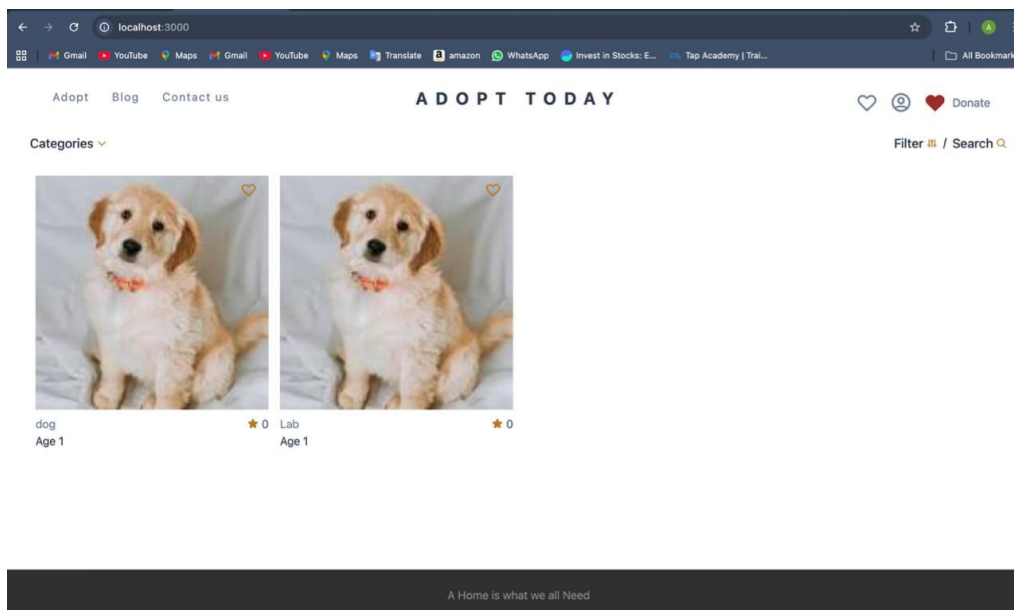 localhost:3000
Gmail YouTube Maps Gmail YouTube Maps Translate amazon WhatsApp Invest in Stocks: E... Tap Academy | Trai... All Bookmark
Adopt Blog Contact us ADOPT TODAY Donate
Categories Filter / Search
dog 0 Lab 0
Age 1 Age 1
A Home is what we all Need